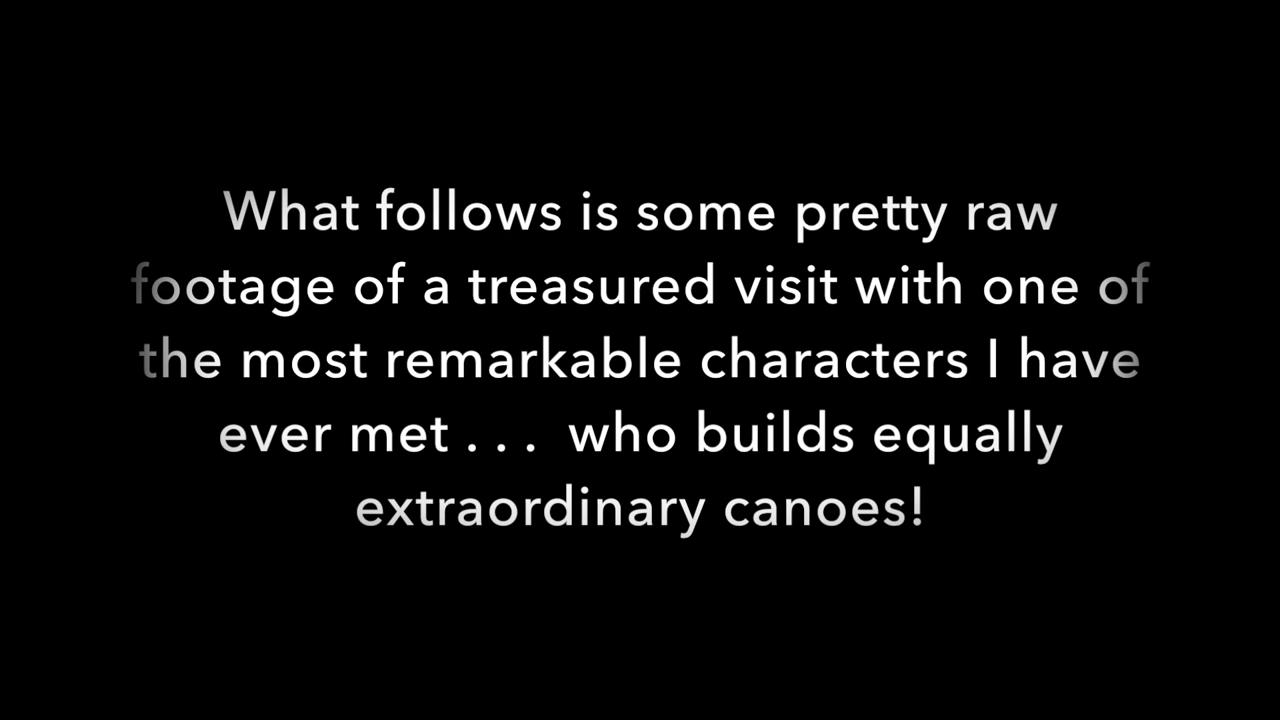 What follows is some pretty raw
footage of a treasured visit with one of
the most remarkable characters I have
ever met . . .  who builds equally
extraordinary canoes!